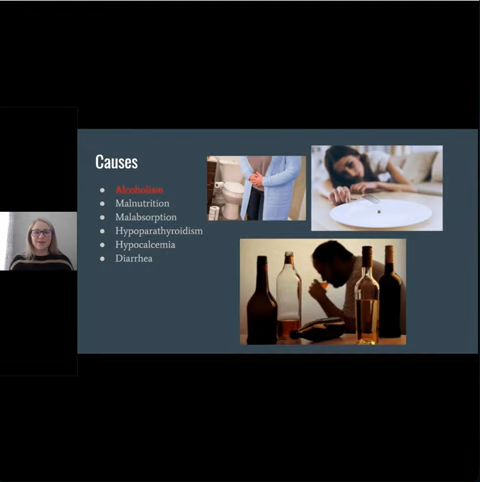 Causes
Alcoholism
Malnutrition
Malabsorption
Hypoparathyroidism
Hypocalcemia
Diarrhea